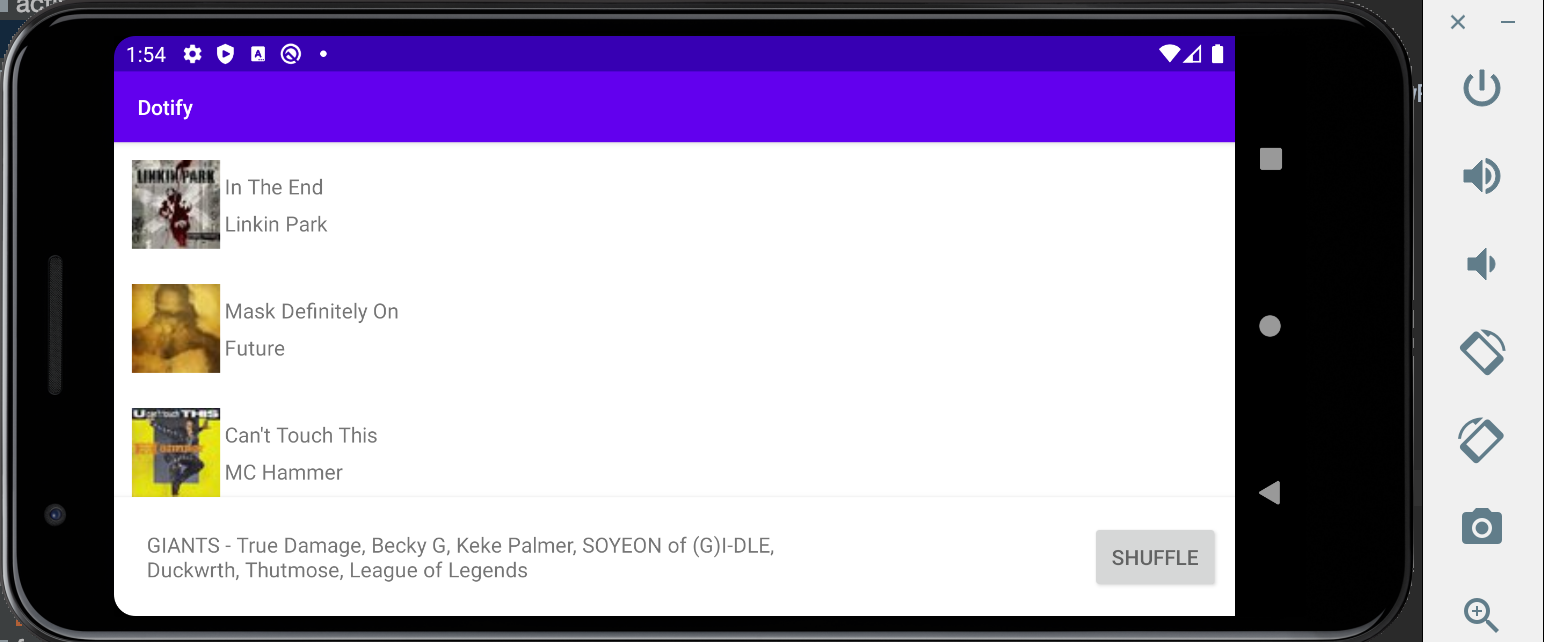 1:54
Dotify
LINKIN PARK
In The End
Linkin Park
Mask Definitely On
Future
U can't touch THIS
Can't Touch This
MC Hammer
GIANTS - True Damage, Becky G, Keke Palmer, SOYEON of (G)I-DLE,
Duckwrth, Thutmose, League of Legends
SHUFFLE